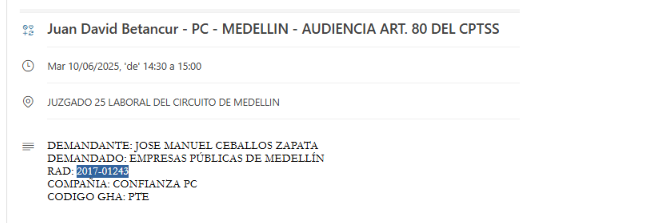 Juan David Betancur - PC - MEDELLIN - AUDIENCIA ART. 80 DEL CPTSS
Mar 10/06/2025, 'de' 14:30 a 15:00
JUZGADO 25 LABORAL DEL CIRCUITO DE MEDELLIN
DEMANDANTE: JOSE MANUEL CEBALLOS ZAPATA
DEMANDADO: EMPRESAS PÚBLICAS DE MEDELLÍN
RAD: 2017-01243
COMPAÑIA: CONFIANZA PC
CODIGO GHA: PTE